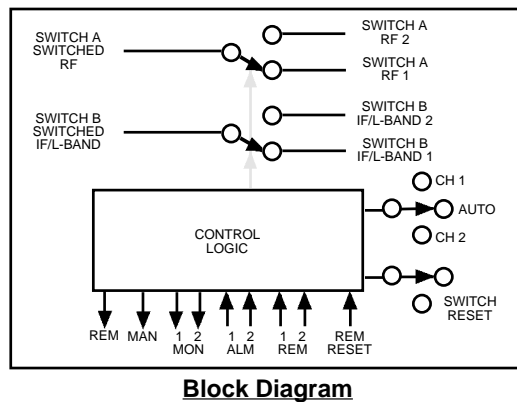 SWITCH A
SWITCHED
RF
SWITCH A
RF 2
SWITCH A
RF 1
SWITCH B
SWITCHED
IF/L-BAND
SWITCH B
IF/L-BAND 2
SWITCH B
IF/L-BAND 1
CONTROL
LOGIC
CH 1
AUTO
CH 2
SWITCH
RESET
REM
MAN
1 2
MON
1 2
ALM
1 2
REM
REM
RESET
Block Diagram